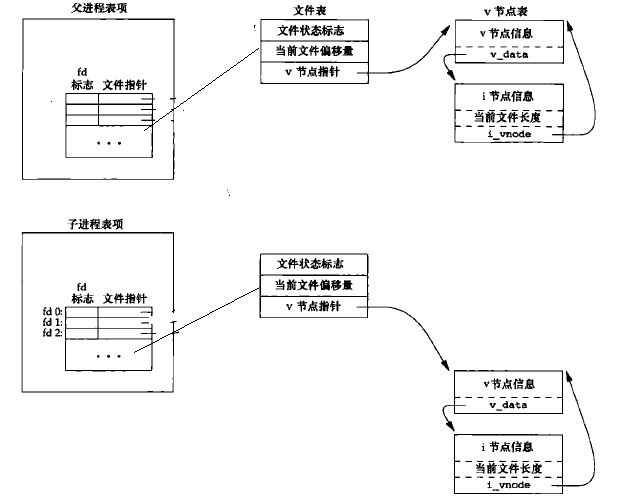 父进程表项
文件表
v 节点表
文件状态标志
当前文件偏移量
v 节点指针
v 节点信息
v_data
i 节点信息
当前文件长度
i_vnode
fd
标志 文件指针
• • •
子进程表项
文件状态标志
当前文件偏移量
v 节点指针
fd
标志 文件指针
fd 0:
fd 1:
fd 2:
• • •
v节点信息
v_data
i 节点信息
当前文件长度
i_vnode